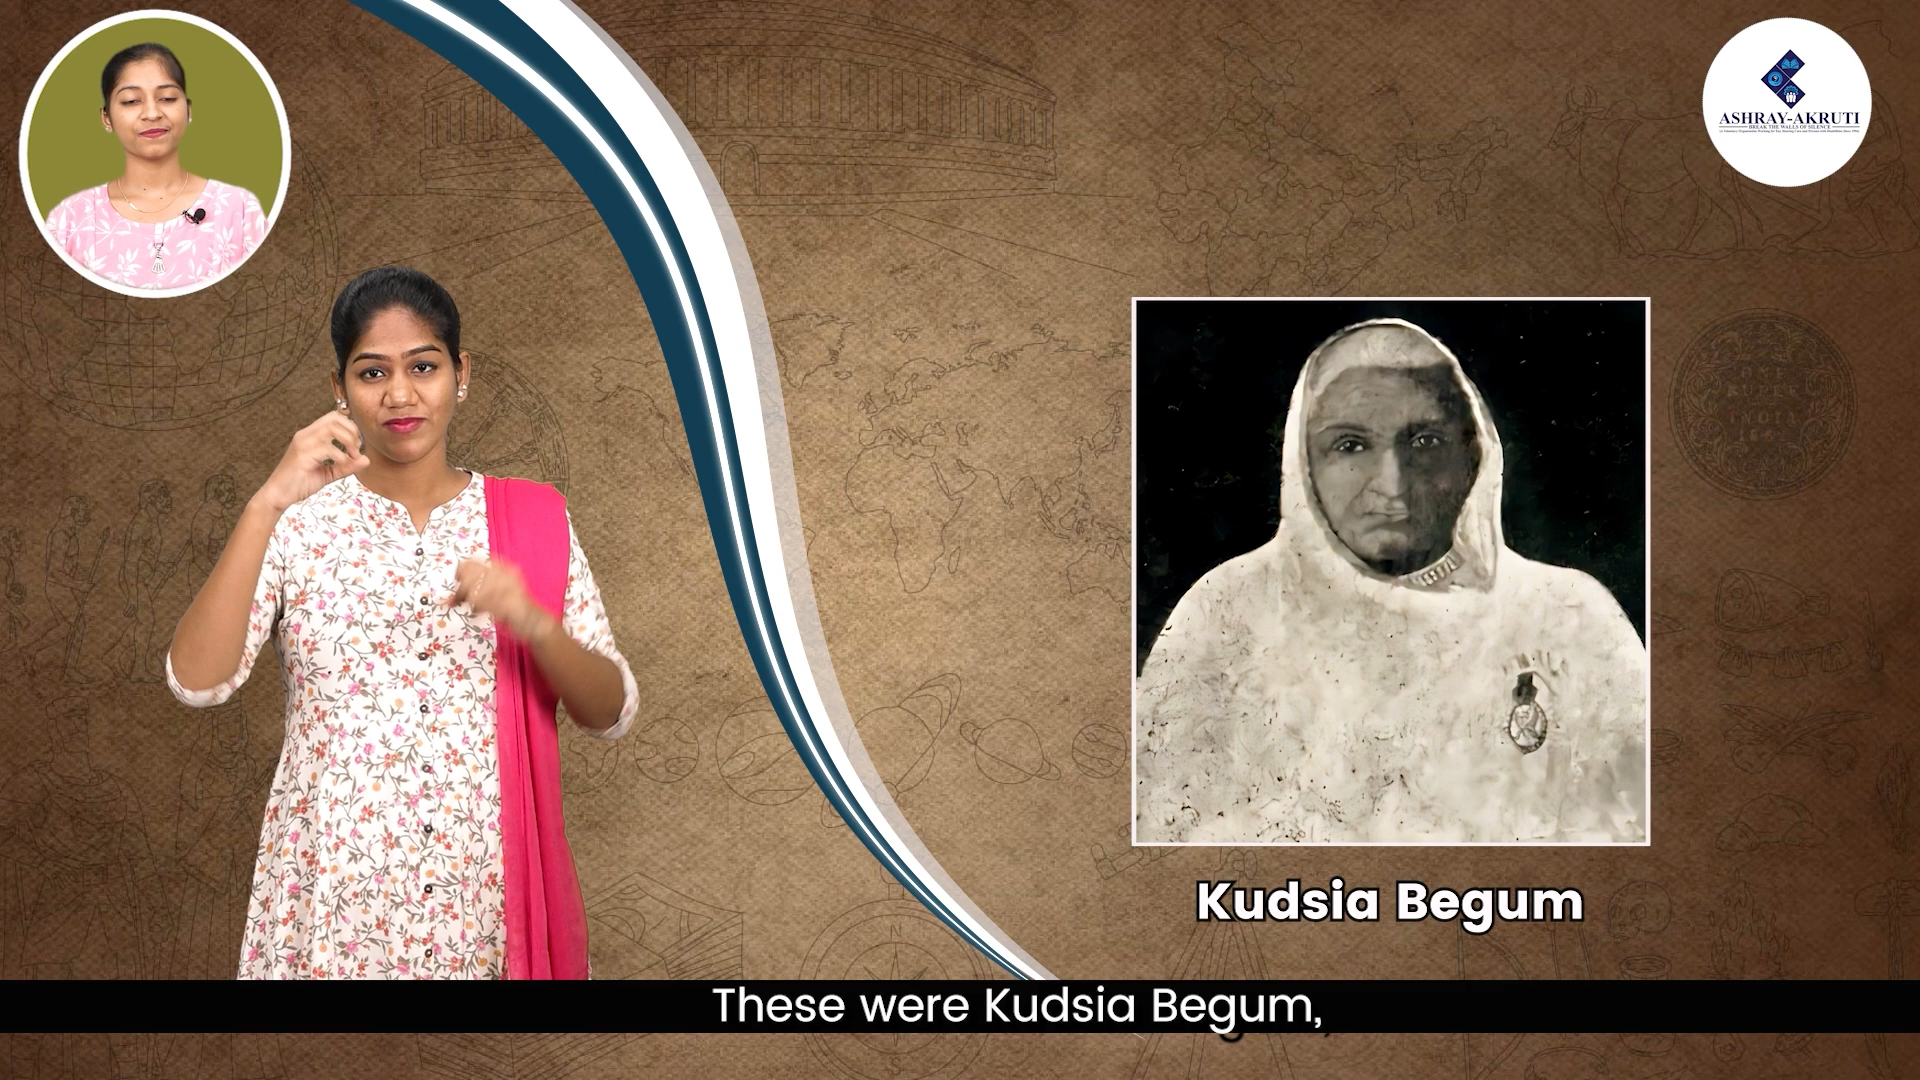 ASHRAY-AKRUTI
BREAK THE WALLS OF SILENCE
Kudsia Begum
These were Kudsia Begum,